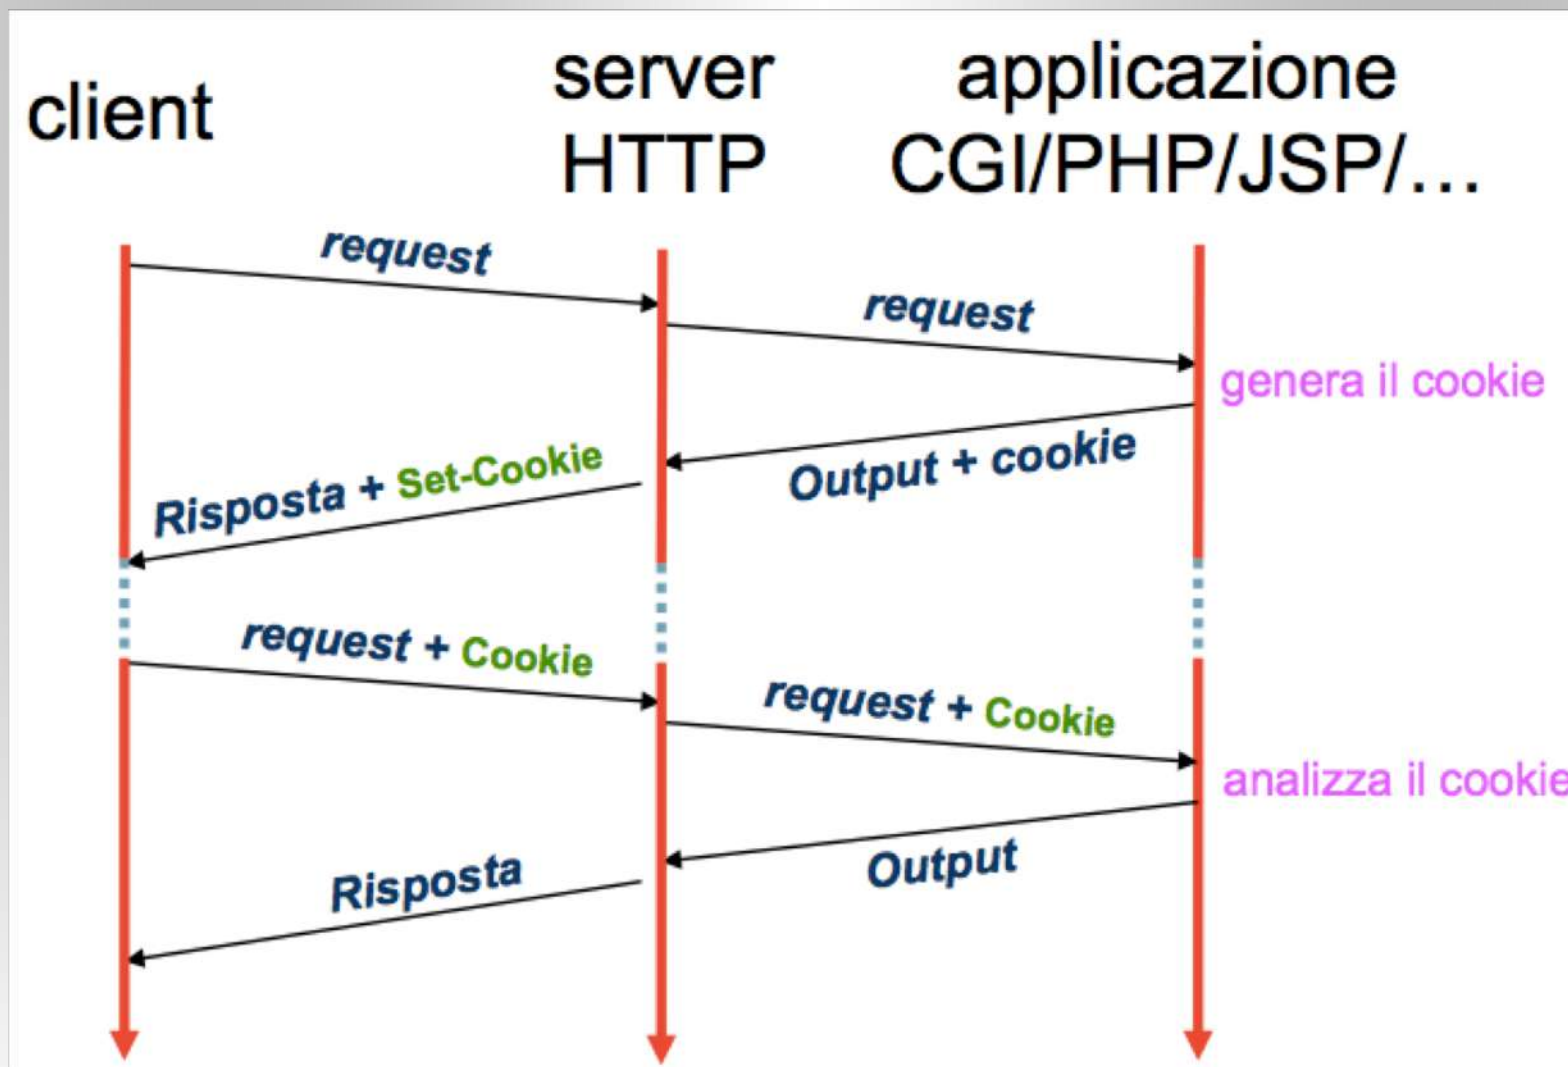 client
server
HTTP
applicazione
CGI/PHP/JSP/…
request
request
genera il cookie
Output + cookie
Risposta + Set-Cookie
request + Cookie
request + Cookie
analizza il cookie
Output
Risposta